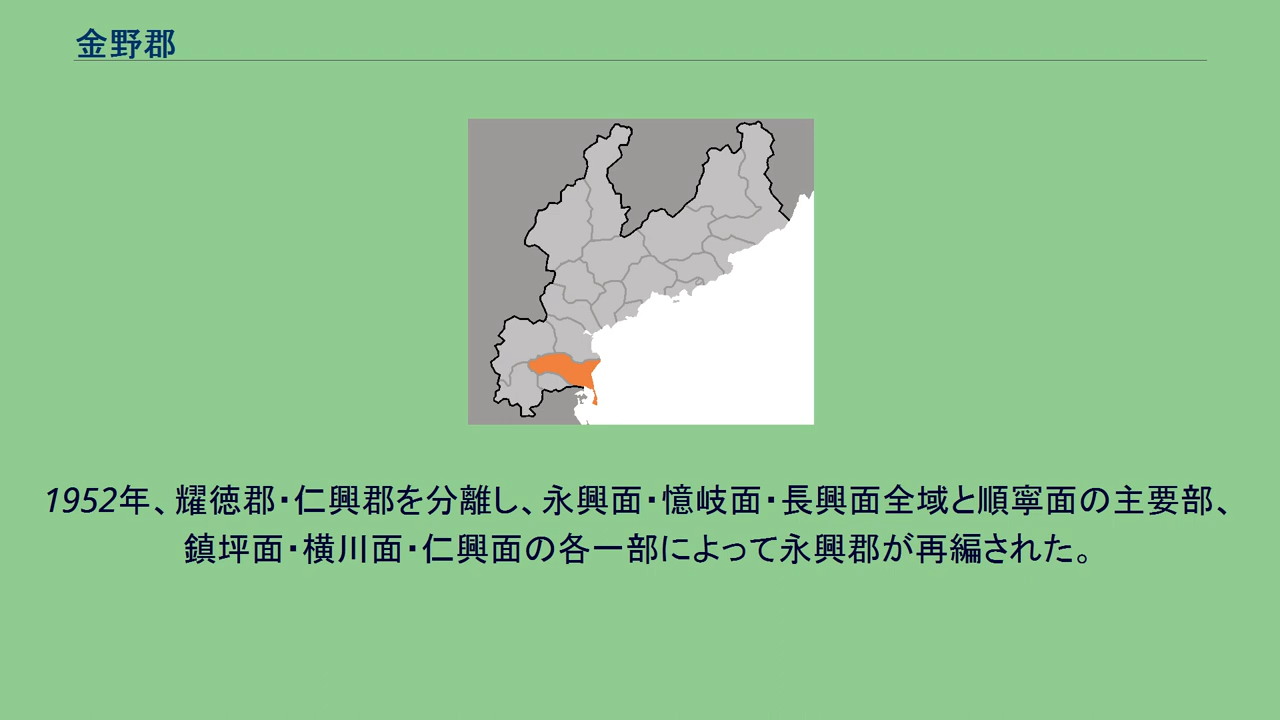 金野郡
1952年、耀徳郡・仁興郡を分離し、永興面・憶岐面・長興面全域と順寧面の主要部、
鎮坪面・横川面・仁興面の各一部によって永興郡が再編された。